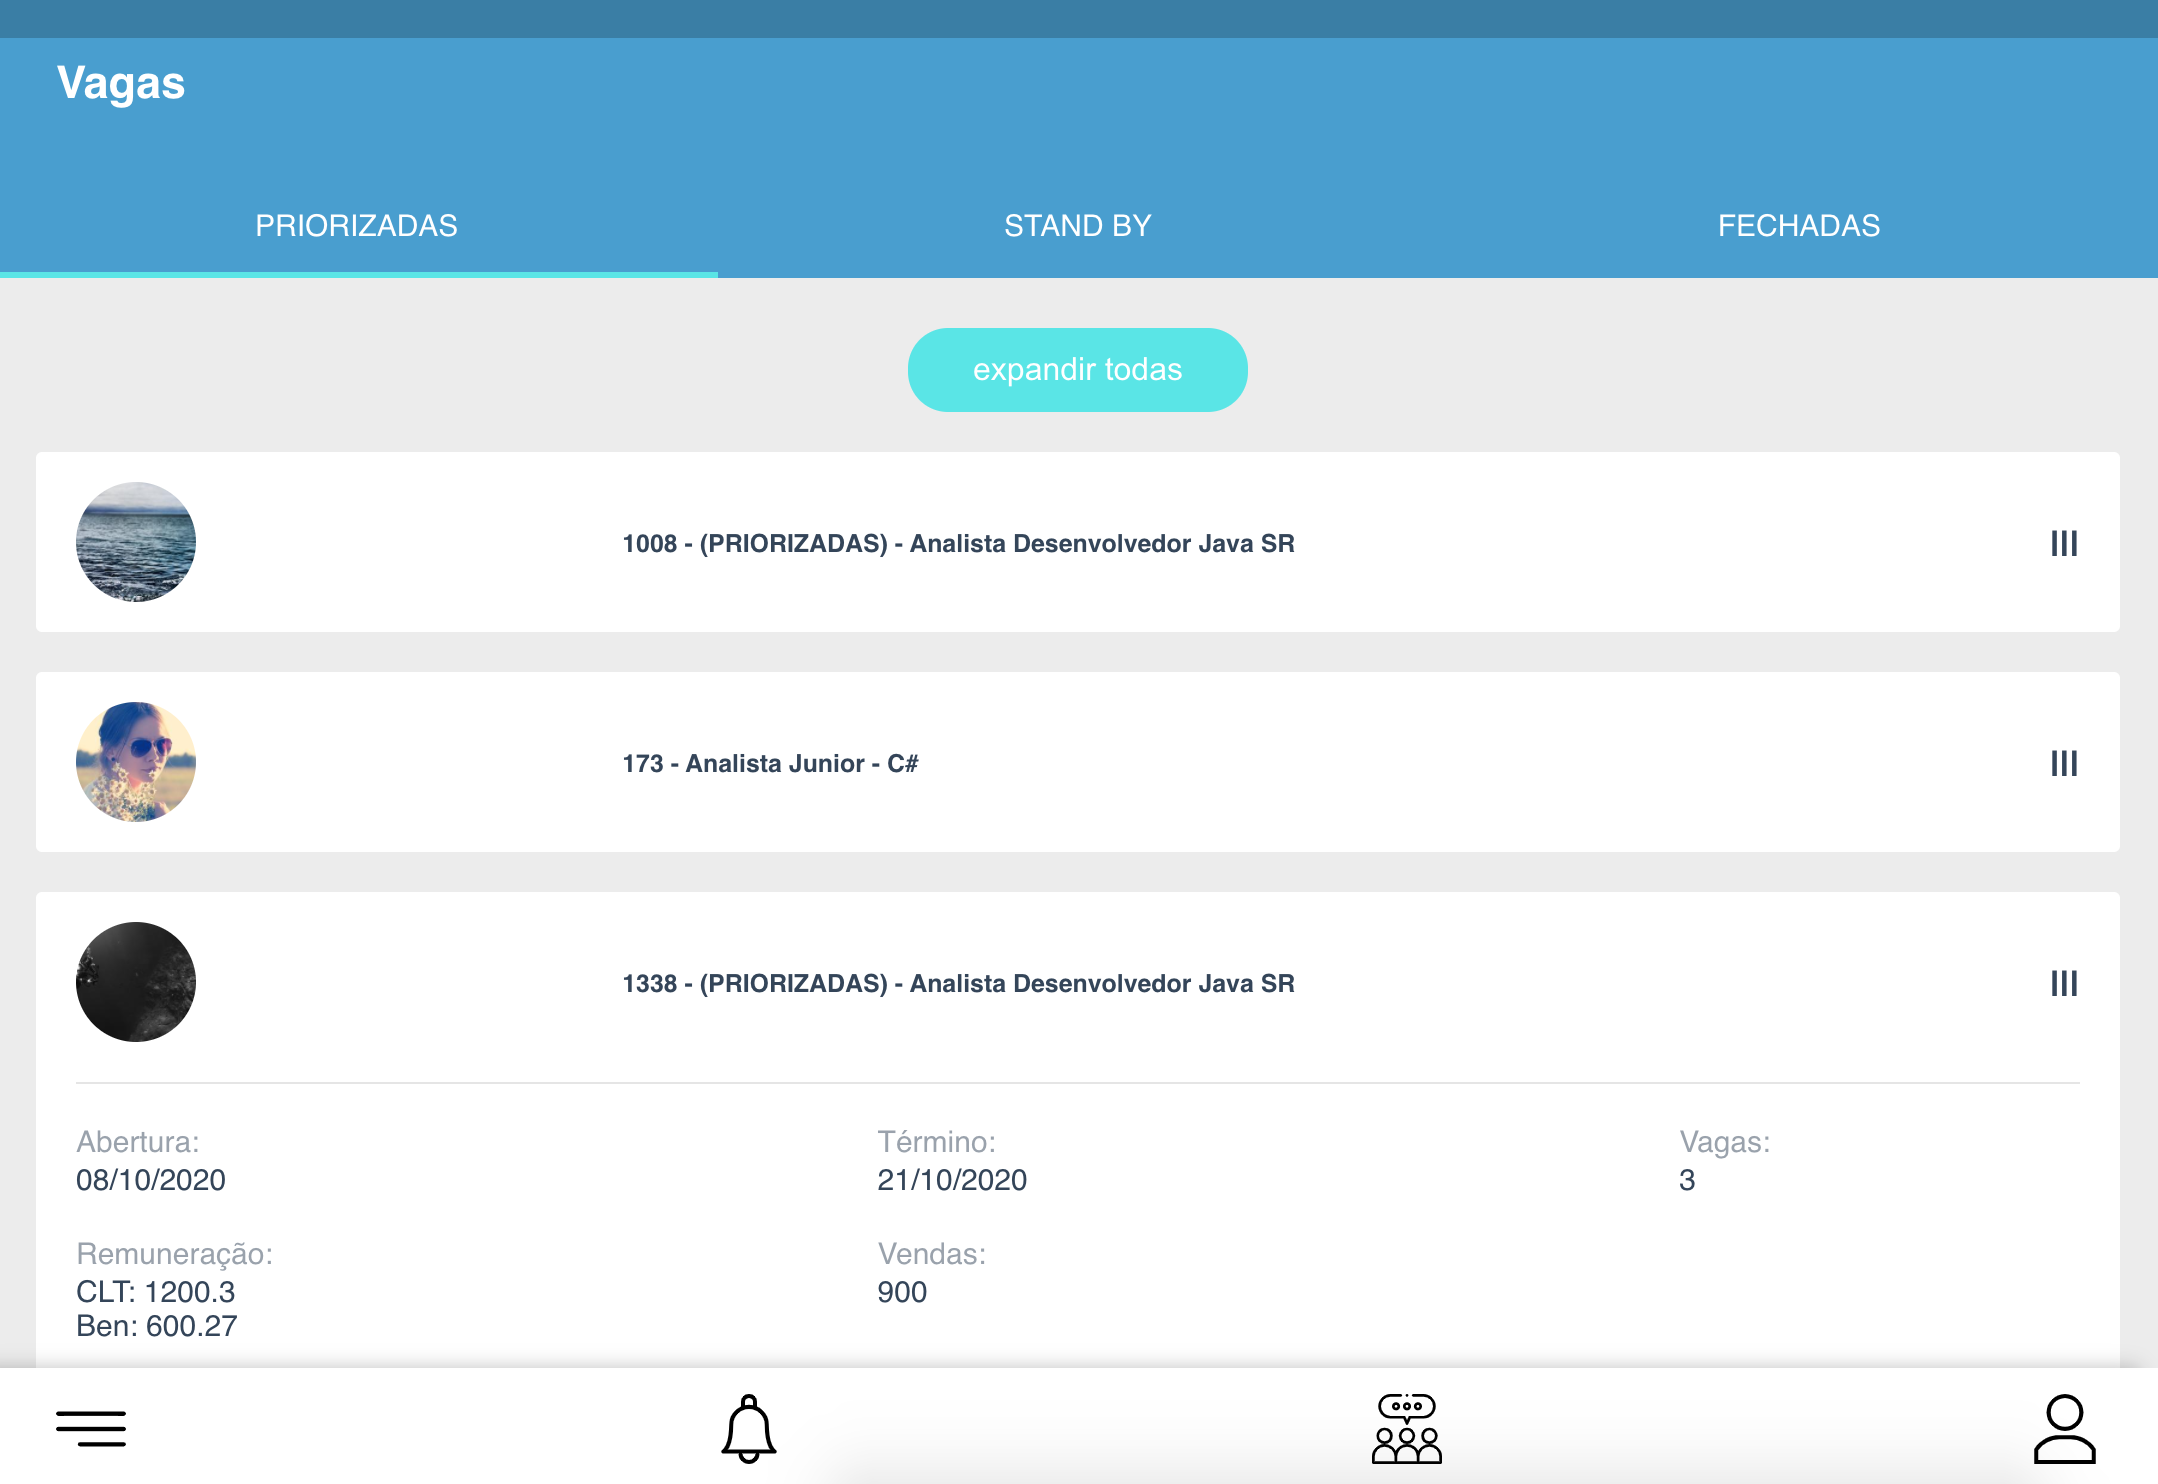 Vagas
PRIORIZADAS
STAND BY
FECHADAS
expandir todas
1008 - (PRIORIZADAS) - Analista Desenvolvedor Java SR
173 - Analista Junior - C#
1338 - (PRIORIZADAS) - Analista Desenvolvedor Java SR
Abertura:
08/10/2020
Término:
21/10/2020
Vagas:
3
Remuneração:
CLT: 1200.3
Ben: 600.27
Vendas:
900